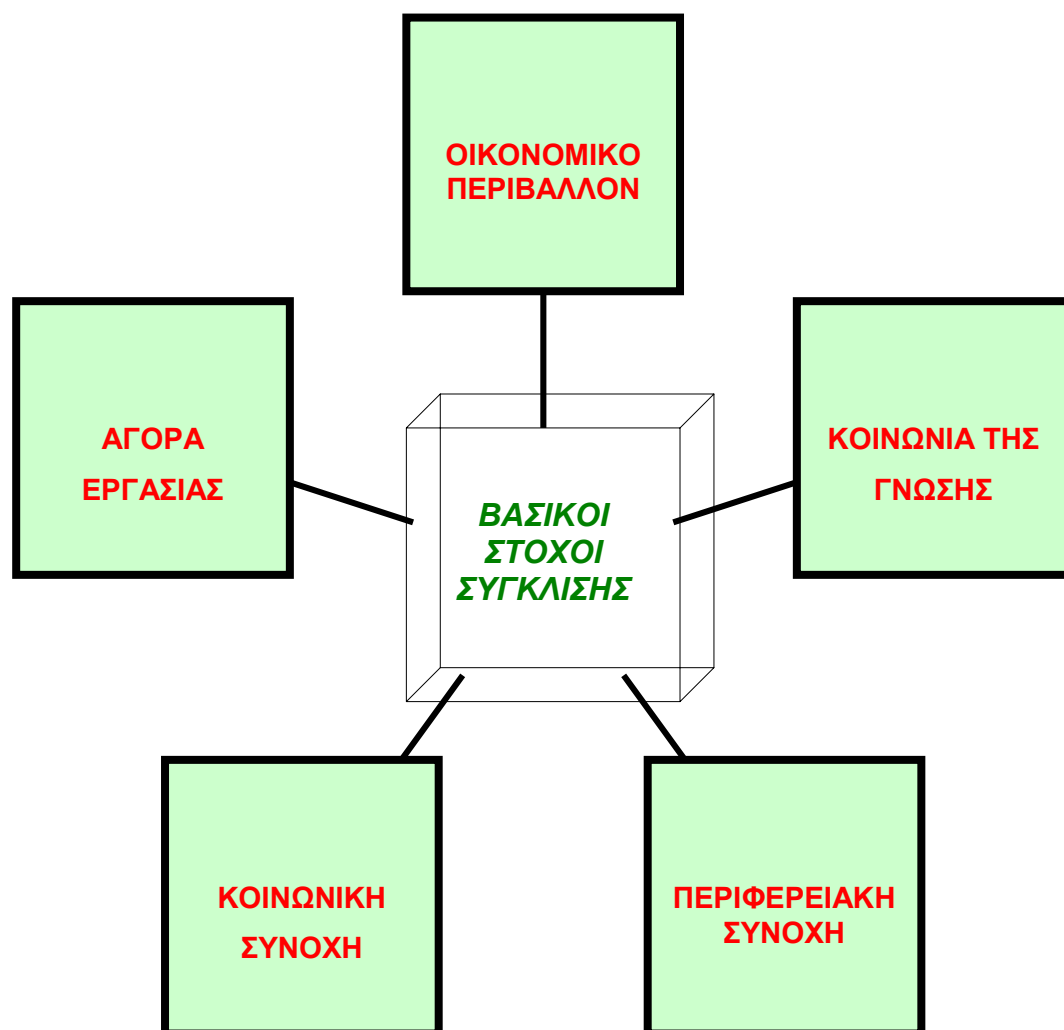 ΟΙΚΟΝΟΜΙΚΟ
ΠΕΡΙΒΑΛΛΟΝ
ΑΓΟΡΑ
ΕΡΓΑΣΙΑΣ
ΚΟΙΝΩΝΙΑ ΤΗΣ
ΓΝΩΣΗΣ
ΒΑΣΙΚΟΙ
ΣΤΟΧΟΙ
ΣΥΓΚΛΙΣΗΣ
ΚΟΙΝΩΝΙΚΗ
ΣΥΝΟΧΗ
ΠΕΡΙΦΕΡΕΙΑΚΗ
ΣΥΝΟΧΗ